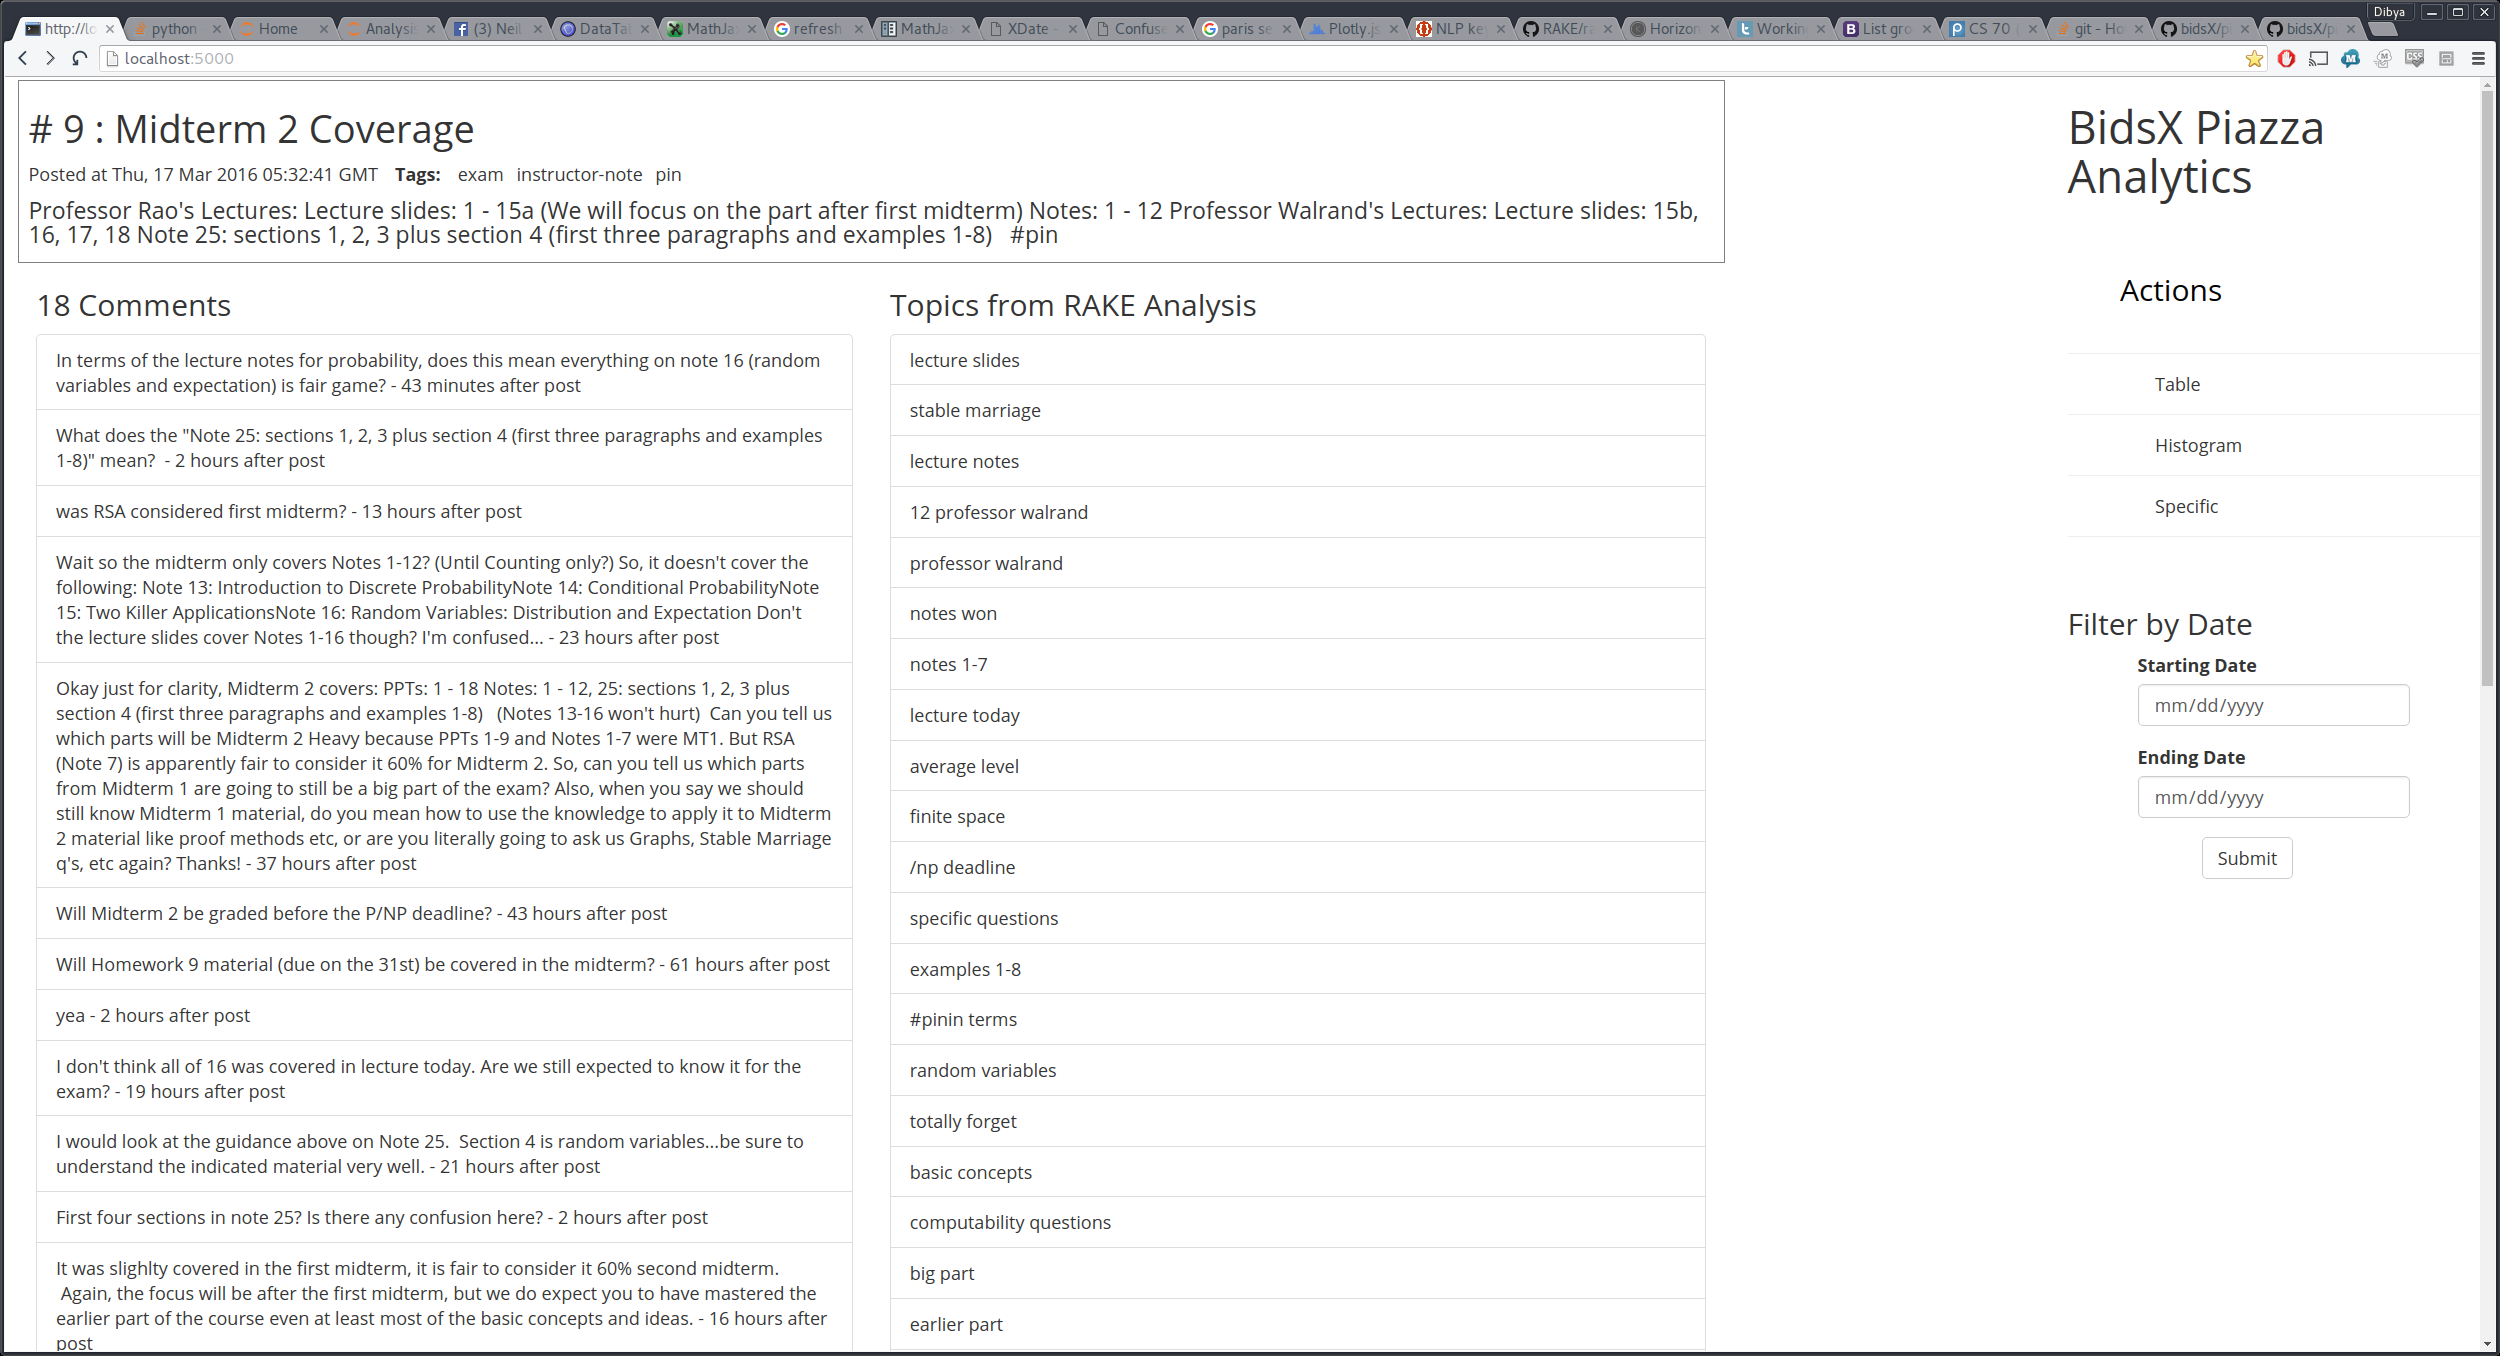 http://lo
python
Home
Analysis
(3) Neil
DataTa
MathJa
refresh
MathJa
XDate -
Confuse
paris se
Plotly.js
NLP ke
RAKE/ra
Horizon
Workin
List gro
CS 70
git - Ho
bidsX/p
bidsX/p
Dibya
localhost:5000
# 9 : Midterm 2 Coverage
Posted at Thu, 17 Mar 2016 05:32:41 GMT Tags: exam instructor-note pin
Professor Rao's Lectures: Lecture slides: 1 - 15a (We will focus on the part after first midterm) Notes: 1 - 12 Professor Walrand's Lectures: Lecture slides: 15b,
16, 17, 18 Note 25: sections 1, 2, 3 plus section 4 (first three paragraphs and examples 1-8) #pin
18 Comments
In terms of the lecture notes for probability, does this mean everything on note 16 (random
variables and expectation) is fair game? - 43 minutes after post
What does the "Note 25: sections 1, 2, 3 plus section 4 (first three paragraphs and examples
1-8)" mean? - 2 hours after post
was RSA considered first midterm? - 13 hours after post
Wait so the midterm only covers Notes 1-12? (Until Counting only?) So, it doesn't cover the
following: Note 13: Introduction to Discrete ProbabilityNote 14: Conditional ProbabilityNote
15: Two Killer ApplicationsNote 16: Random Variables: Distribution and Expectation Don't
the lecture slides cover Notes 1-16 though? I'm confused... - 23 hours after post
Okay just for clarity, Midterm 2 covers: PPTs: 1 - 18 Notes: 1 - 12, 25: sections 1, 2, 3 plus
section 4 (first three paragraphs and examples 1-8) (Notes 13-16 won't hurt) Can you tell us
which parts will be Midterm 2 Heavy because PPTs 1-9 and Notes 1-7 were MT1. But RSA
(Note 7) is apparently fair to consider it 60% for Midterm 2. So, can you tell us which parts
from Midterm 1 are going to still be a big part of the exam? Also, when you say we should
still know Midterm 1 material, do you mean how to use the knowledge to apply it to Midterm
2 material like proof methods etc, or are you literally going to ask us Graphs, Stable Marriage
q's, etc again? Thanks! - 37 hours after post
Will Midterm 2 be graded before the P/NP deadline? - 43 hours after post
Will Homework 9 material (due on the 31st) be covered in the midterm? - 61 hours after post
yea - 2 hours after post
I don't think all of 16 was covered in lecture today. Are we still expected to know it for the
exam? - 19 hours after post
I would look at the guidance above on Note 25. Section 4 is random variables...be sure to
understand the indicated material very well. - 21 hours after post
First four sections in note 25? Is there any confusion here? - 2 hours after post
It was slighlty covered in the first midterm, it is fair to consider it 60% second midterm.
Again, the focus will be after the first midterm, but we do expect you to have mastered the
earlier part of the course even at least most of the basic concepts and ideas. - 16 hours after
post
Topics from RAKE Analysis
lecture slides
stable marriage
lecture notes
12 professor walrand
professor walrand
notes won
notes 1-7
lecture today
average level
finite space
/np deadline
specific questions
examples 1-8
#pinin terms
random variables
totally forget
basic concepts
computability questions
big part
earlier part
BidsX Piazza
Analytics
Actions
Table
Histogram
Specific
Filter by Date
Starting Date
mm/dd/yyyy
Ending Date
mm/dd/yyyy
Submit